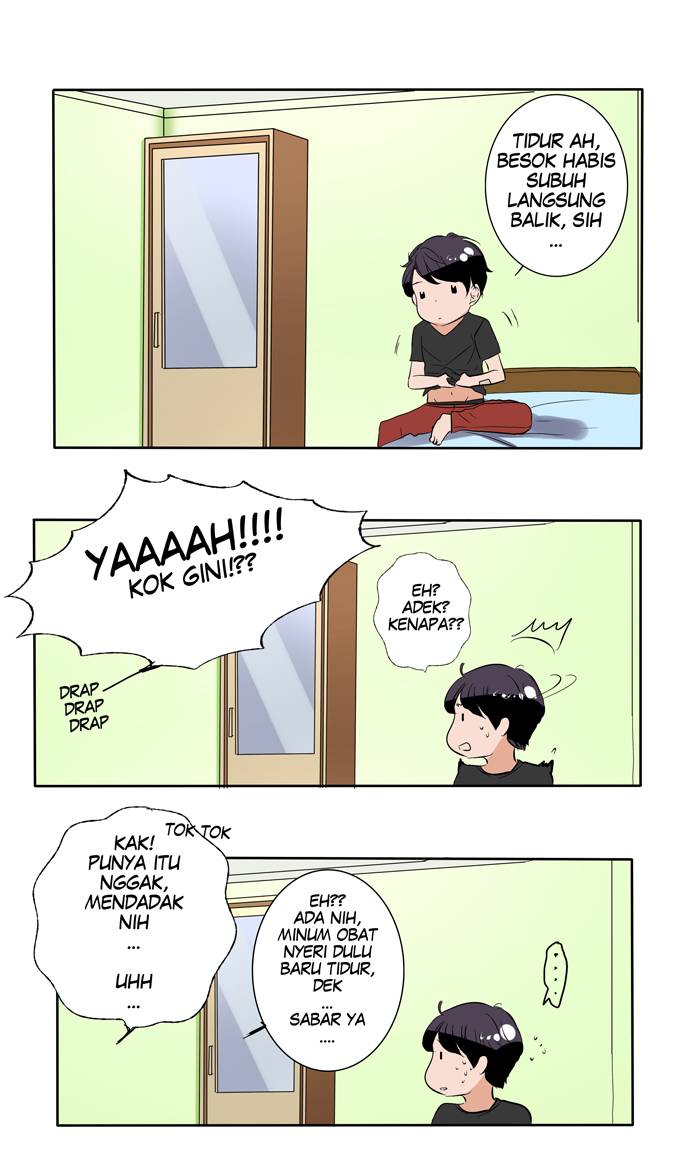 TIDUR AH,
BESOK HABIS
SUBUH
LANGSUNG
BALIK, SIH
...
YAAAAH!!!!
KOK GINI!??
EH?
ADEK?
KENAPA??
DRAP
DRAP
DRAP
TOK TOK
KAK!
PUNYA ITU
NGGAK,
MENDADAK
NIH
...
UHH
...
EH??
ADA NIH,
MINUM OBAT
NYERI DULU
BARU TIDUR,
DEK
...
SABAR YA
....
....